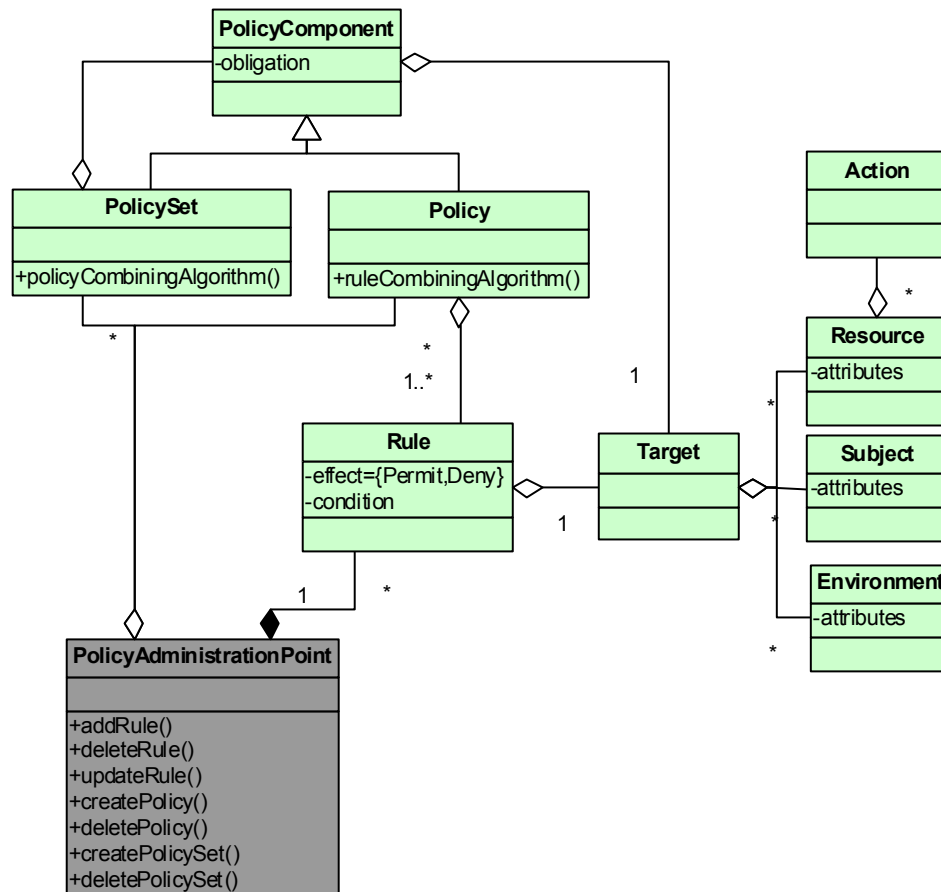 PolicyComponent
-obligation
PolicySet
+policyCombiningAlgorithm()
Policy
+ruleCombiningAlgorithm()
Action
*
Resource
-attributes
*
*
1..*
1
*
Rule
-effect={Permit,Deny}
-condition
Target
Subject
-attributes
1
*
Environment
-attributes
1
*
*
PolicyAdministrationPoint
+addRule()
+deleteRule()
+updateRule()
+createPolicy()
+deletePolicy()
+createPolicySet()
+deletePolicySet()